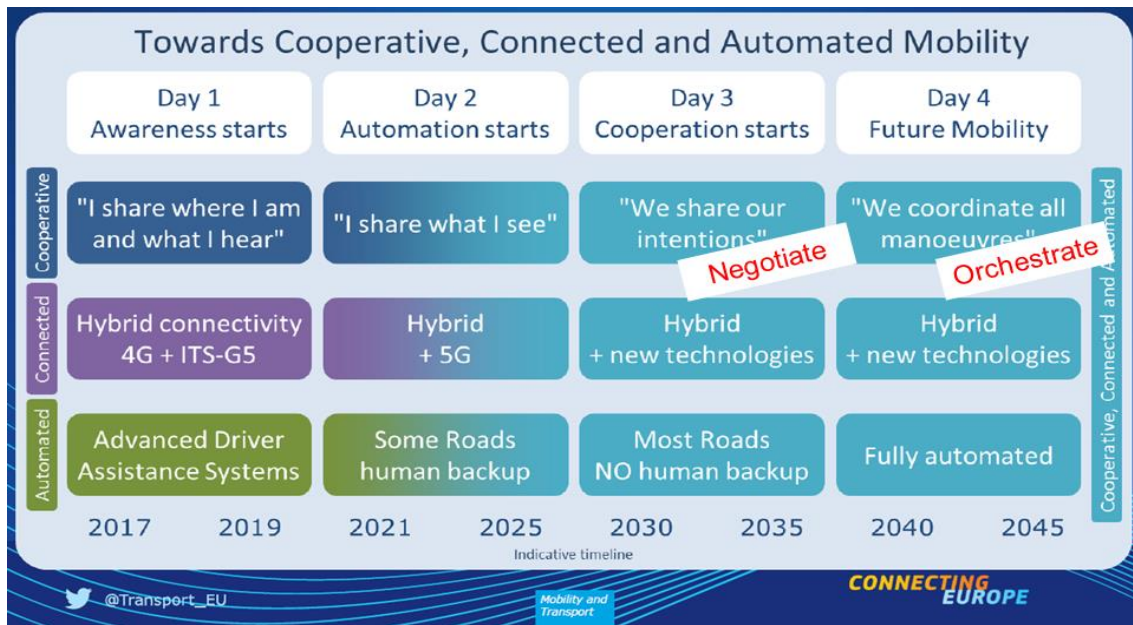 Towards Cooperative, Connected and Automated Mobility
Day 1
Awareness starts
Day 2
Automation starts
Day 3
Cooperation starts
Day 4
Future Mobility
Cooperative
"I share where I am
and what I hear"
"I share what I see"
"We share our
intentions"
Negotiate
"We coordinate all
manoeuvres"
Orchestrate
Connected
Hybrid connectivity
4G + ITS-G5
Hybrid
+ 5G
Hybrid
+ new technologies
Hybrid
+ new technologies
Automated
Advanced Driver
Assistance Systems
Some Roads
human backup
Most Roads
NO human backup
Fully automated
Cooperative, Connected and Automated
2017 2019 2021 2025 2030 2035 2040 2045
Indicative timeline
@Transport_EU
Mobility and
Transport
CONNECTING
EUROPE